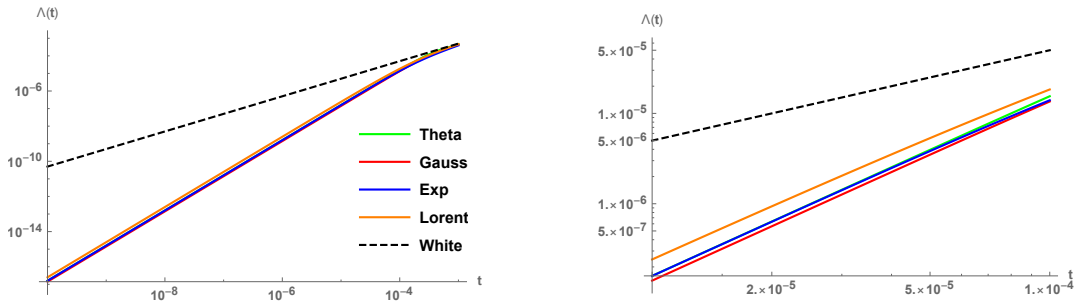 Λ(t)
10⁻⁶
10⁻¹⁰
10⁻¹⁴
10⁻⁸
10⁻⁶
10⁻⁴
t
Theta
Gauss
Exp
Lorent
White
Λ(t)
5.×10⁻⁵
1.×10⁻⁵
5.×10⁻⁶
1.×10⁻⁶
5.×10⁻⁷
2.×10⁻⁵
5.×10⁻⁵
1.×10⁻⁴
t